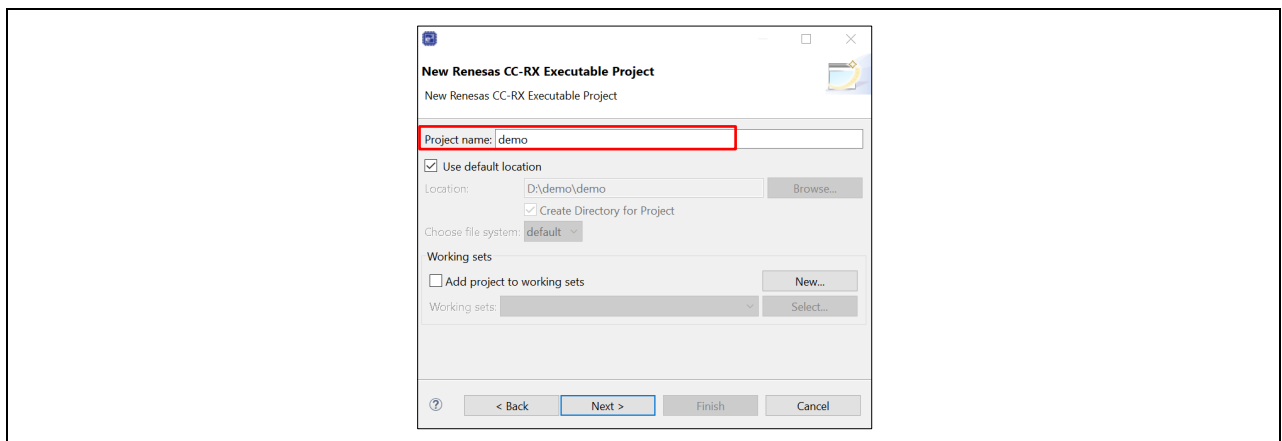 New Renesas CC-RX Executable Project
New Renesas CC-RX Executable Project
Project name: demo
Use default location
Location: D:\demo\demo Browse...
Create Directory for Project
Choose file system: default
Working sets
Add project to working sets New...
Working sets: Select...
? < Back Next > Finish Cancel